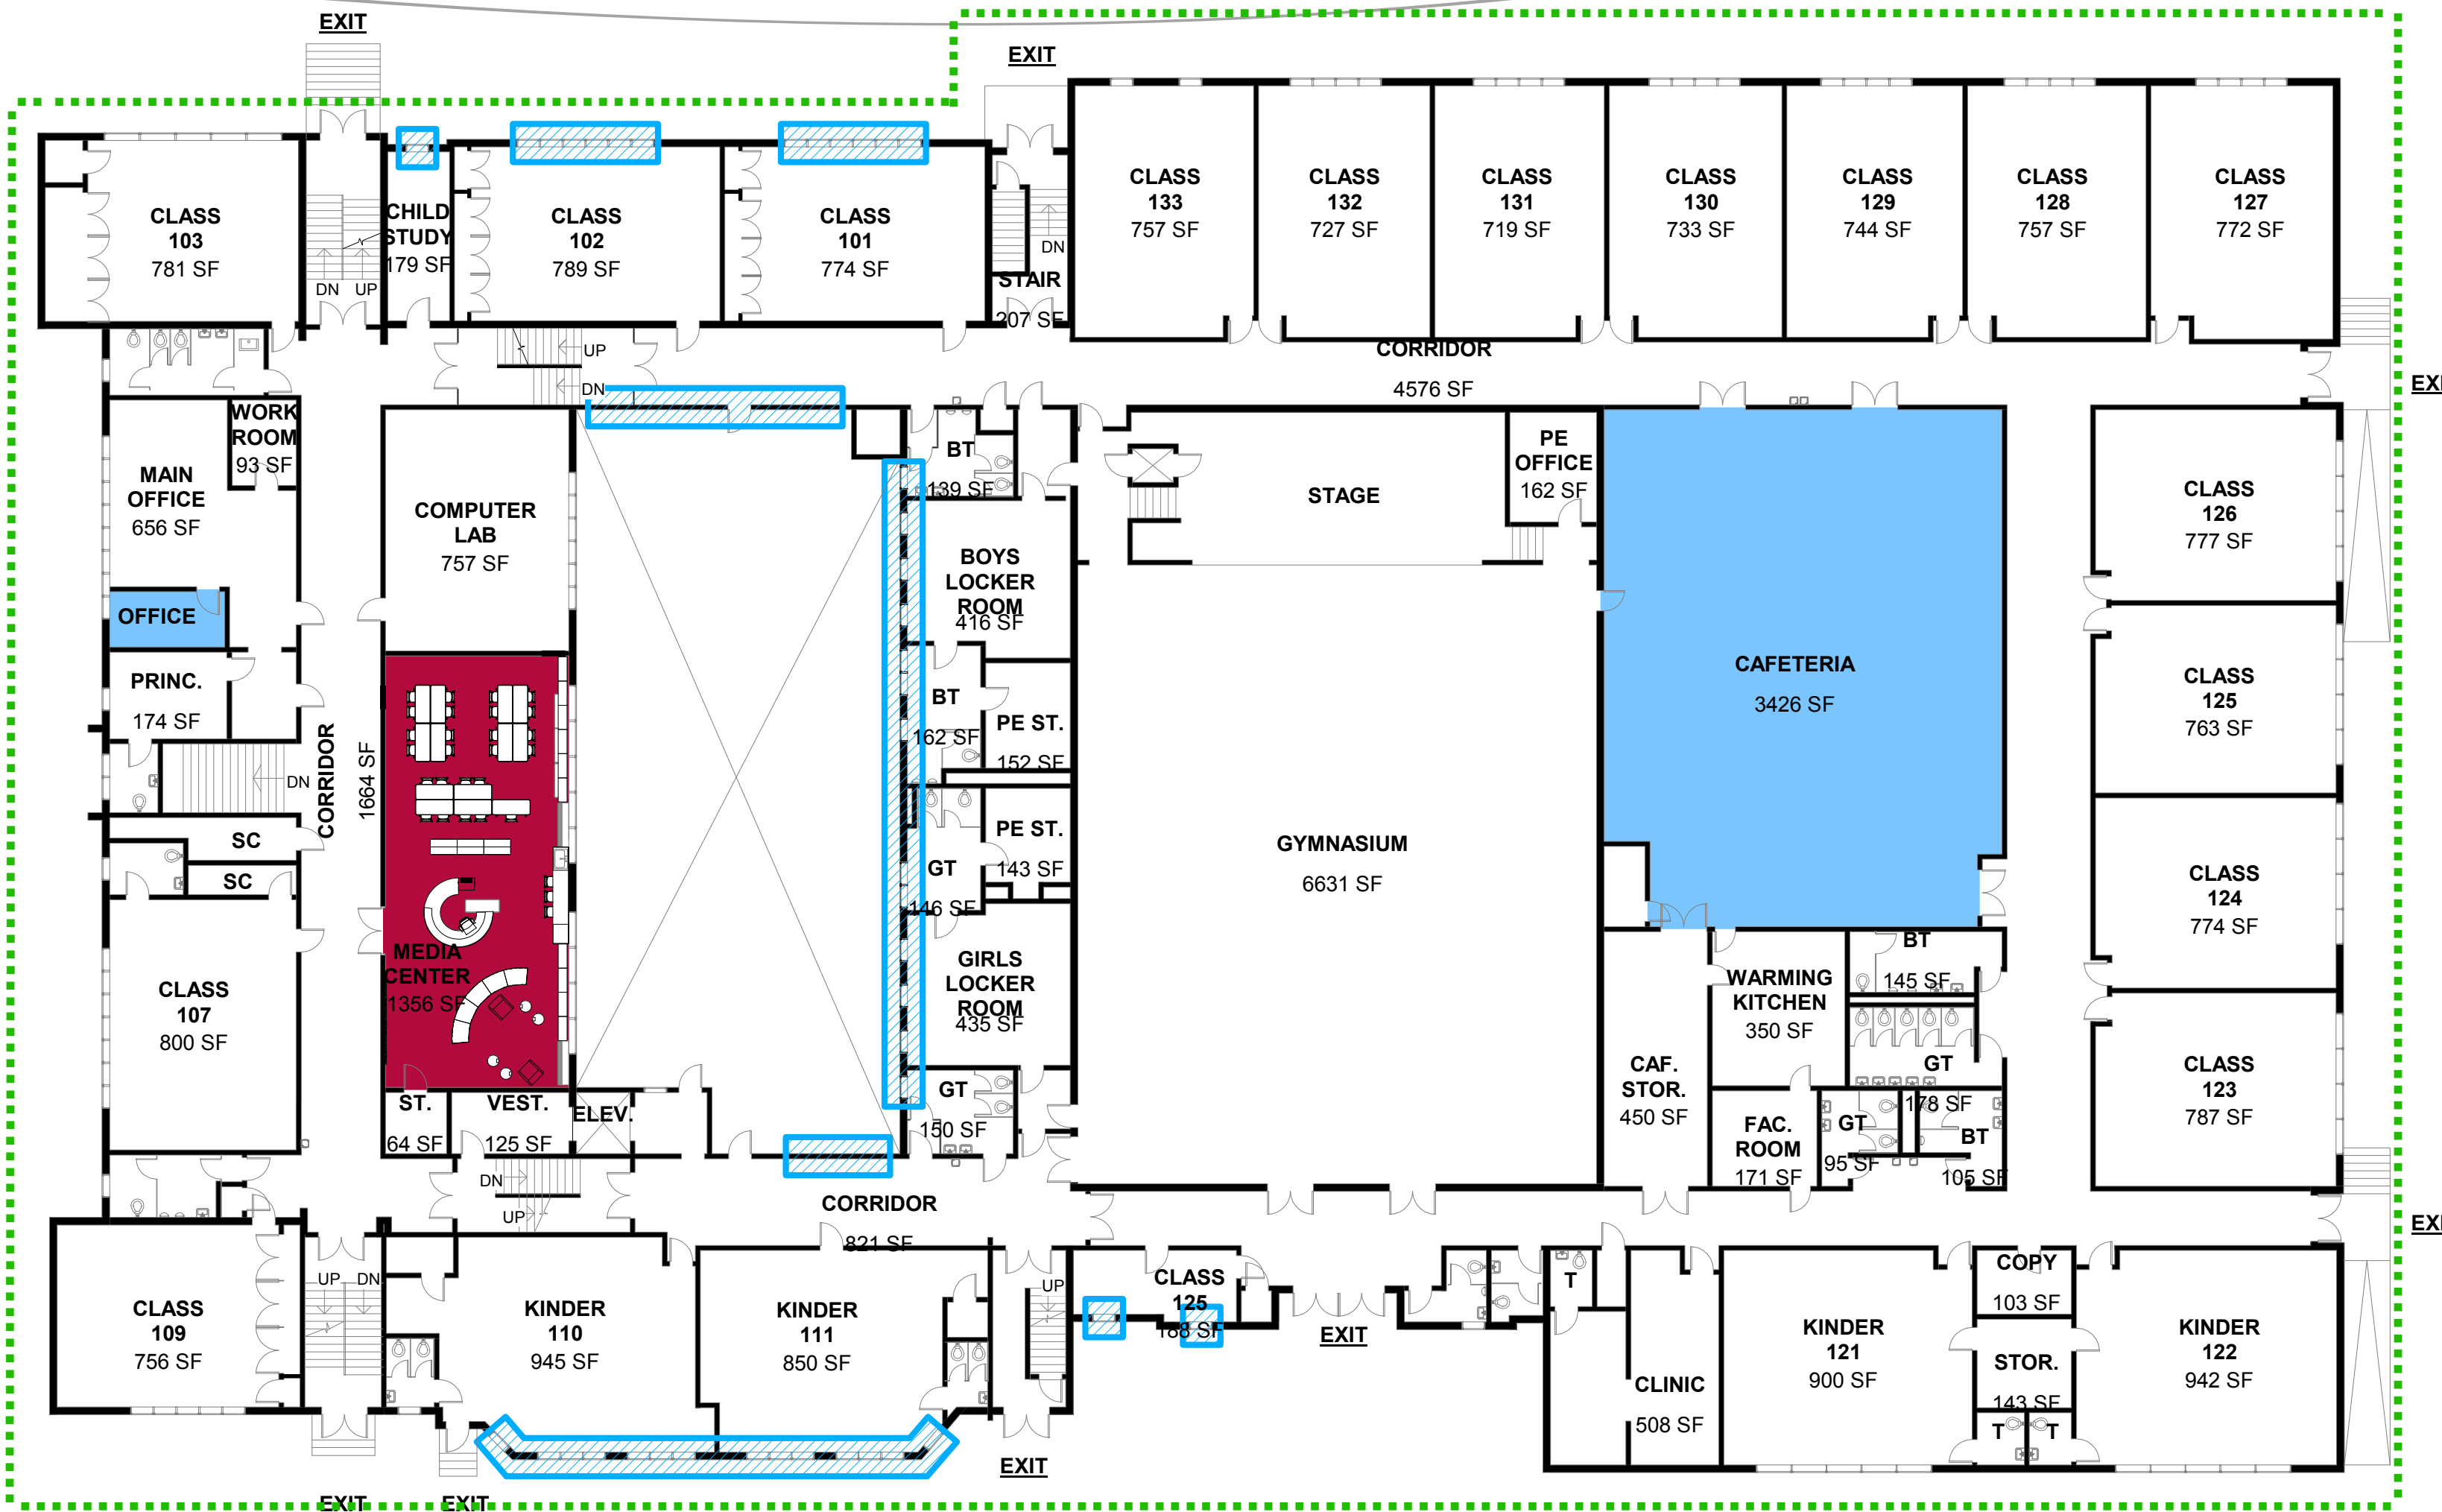 EXIT
EXIT
CLASS
103
781 SF
DN
UP
CHILD
STUDY
179 SF
CLASS
102
789 SF
CLASS
101
774 SF
DN
STAIR
207 SF
CLASS
133
757 SF
CLASS
132
727 SF
CLASS
131
719 SF
CLASS
130
733 SF
CLASS
129
744 SF
CLASS
128
757 SF
CLASS
127
772 SF
UP
DN
CORRIDOR
4576 SF
WORK
ROOM
93 SF
MAIN
OFFICE
656 SF
OFFICE
PRINC.
174 SF
DN
CORRIDOR
1664 SF
SC
SC
CLASS
107
800 SF
COMPUTER
LAB
757 SF
MEDIA
CENTER
1356 SF
ST.
64 SF
VEST.
125 SF
ELEV.
BT
139 SF
BOYS
LOCKER
ROOM
416 SF
BT
162 SF
PE ST.
152 SF
PE ST.
143 SF
GT
146 SF
GIRLS
LOCKER
ROOM
435 SF
GT
150 SF
STAGE
PE
OFFICE
162 SF
GYMNASIUM
6631 SF
CAFETERIA
3426 SF
CLASS
126
777 SF
CLASS
125
763 SF
CLASS
124
774 SF
CLASS
123
787 SF
WARMING
KITCHEN
350 SF
BT
145 SF
GT
178 SF
CAF.
STOR.
450 SF
FAC.
ROOM
171 SF
GT
95 SF
BT
105 SF
DN
UP
CORRIDOR
821 SF
CLASS
109
756 SF
UP
DN
KINDER
110
945 SF
KINDER
111
850 SF
UP
CLASS
125
188 SF
EXIT
T
CLINIC
508 SF
KINDER
121
900 SF
COPY
103 SF
STOR.
143 SF
T
T
KINDER
122
942 SF
EXIT
EXIT
EXIT